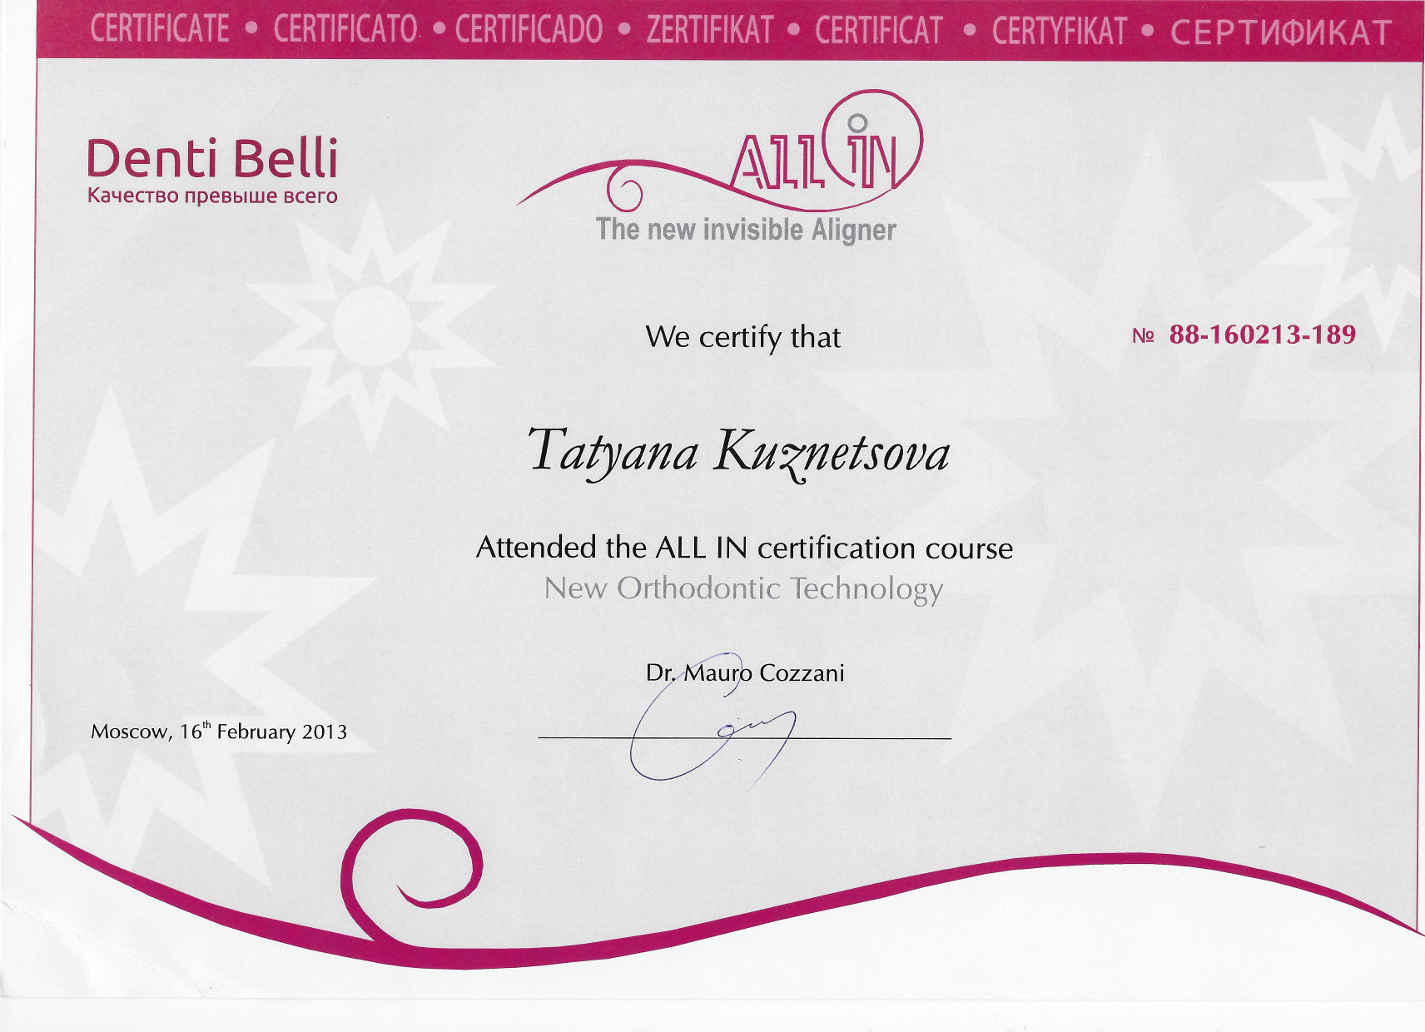 CERTIFICATE • CERTIFICATO • CERTIFICADO • ZERTIFIKAT • CERTIFICAT • CERTYFIKAT • СЕРТИФИКАТ
Denti Belli
Качество превыше всего
ALL iN
The new invisible Aligner
We certify that
№ 88-160213-189
Tatyana Kuznetsova
Attended the ALL IN certification course
New Orthodontic Technology
Dr. Mauro Cozzani
Moscow, 16th February 2013